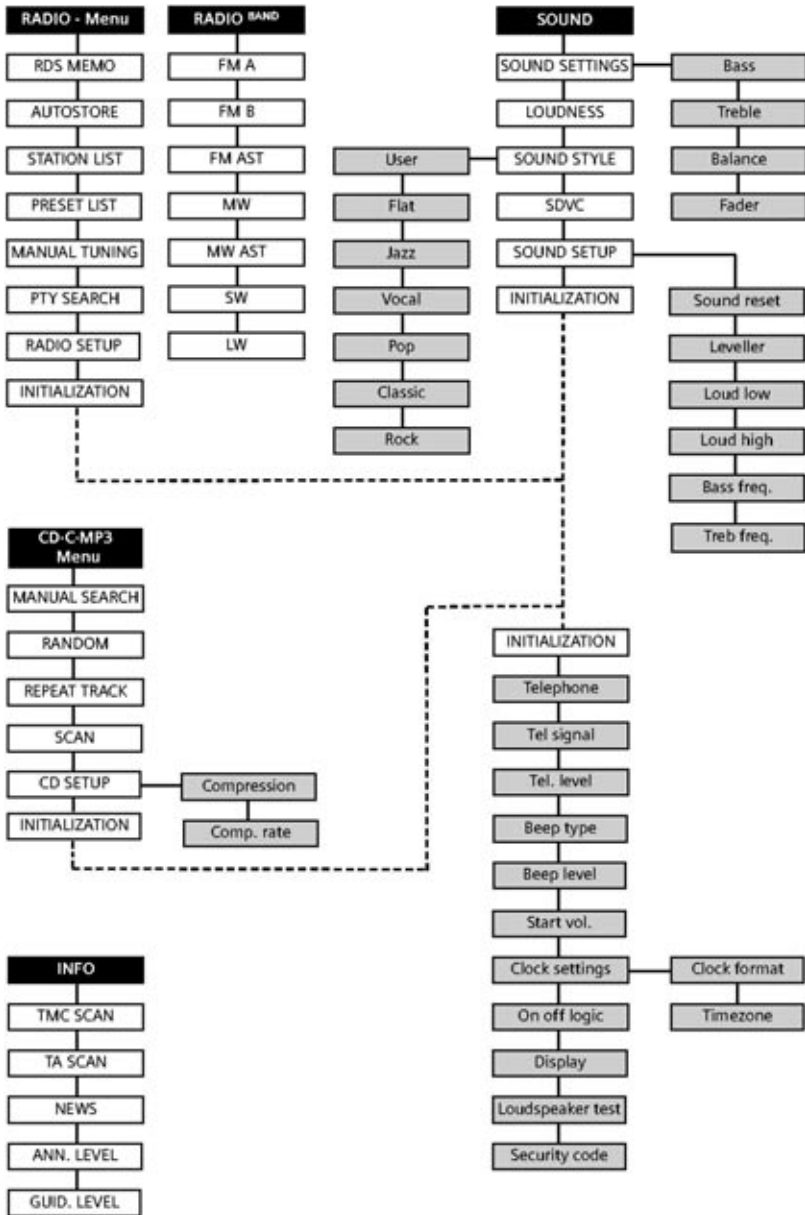 RADIO - Menu
RDS MEMO
AUTOSTORE
STATION LIST
PRESET LIST
MANUAL TUNING
PTY SEARCH
RADIO SETUP
INITIALIZATION
RADIO BAND
FM A
FM B
FM AST
MW
MW AST
SW
LW
SOUND
SOUND SETTINGS
LOUDNESS
SOUND STYLE
SDVC
SOUND SETUP
INITIALIZATION
Bass
Treble
Balance
Fader
User
Flat
Jazz
Vocal
Pop
Classic
Rock
Sound reset
Leveller
Loud low
Loud high
Bass freq.
Treb freq.
CD-C-MP3
Menu
MANUAL SEARCH
RANDOM
REPEAT TRACK
SCAN
CD SETUP
INITIALIZATION
Compression
Comp. rate
INITIALIZATION
Telephone
Tel signal
Tel. level
Beep type
Beep level
Start vol.
Clock settings
On off logic
Display
Loudspeaker test
Security code
Clock format
Timezone
INFO
TMC SCAN
TA SCAN
NEWS
ANN. LEVEL
GUID. LEVEL